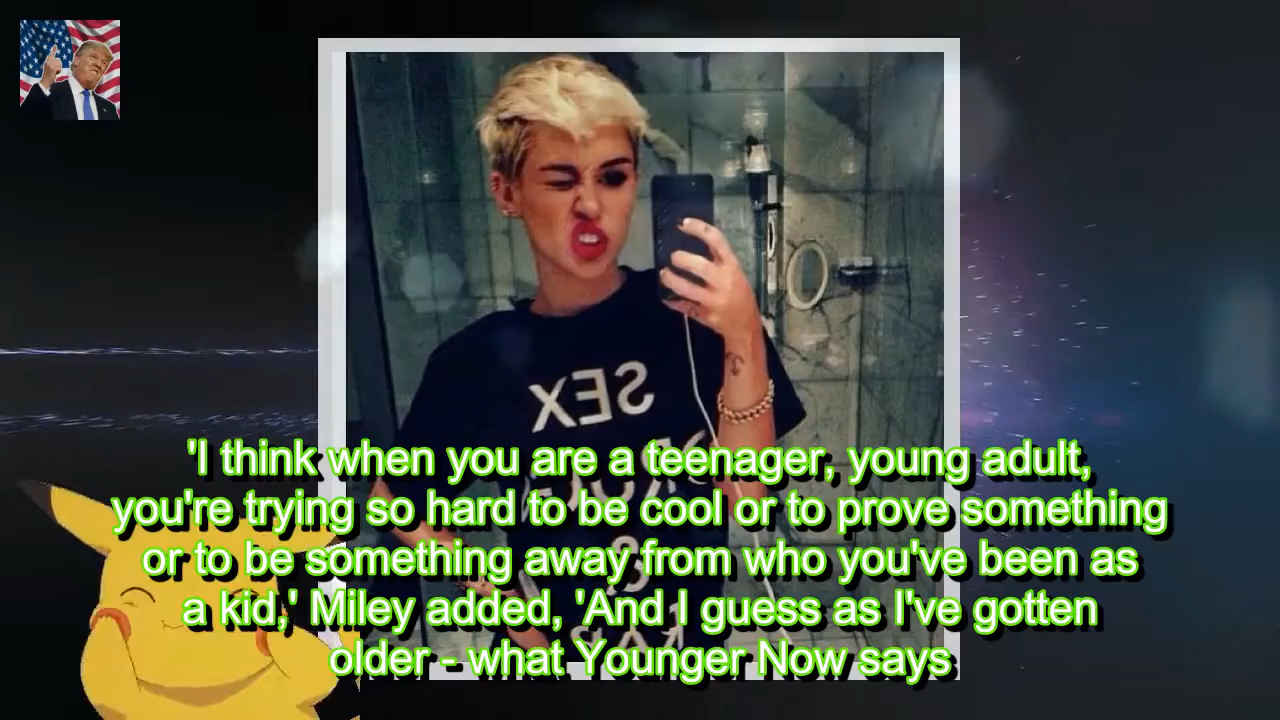 SEX
'I think when you are a teenager, young adult,
you're trying so hard to be cool or to prove something
or to be something away from who you've been as
a kid,' Miley added, 'And I guess as I've gotten
older - what Younger Now says